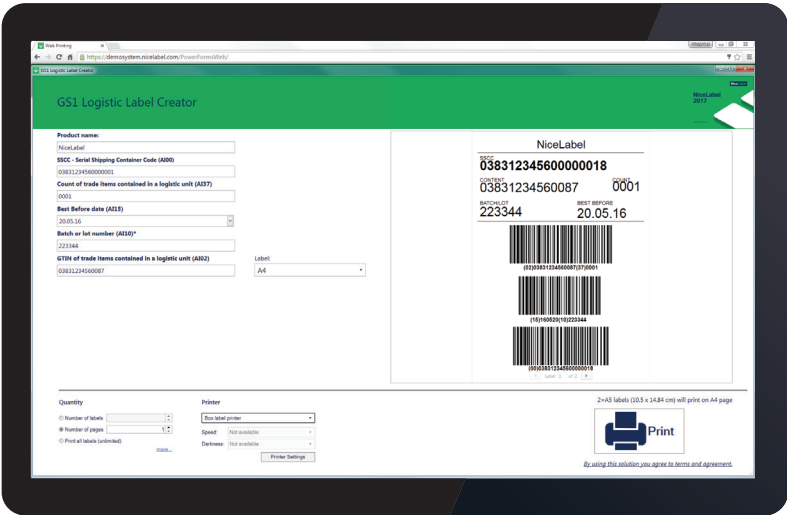 Web Printing
https://demosystem.nicelabel.com/PowerFormsWeb/
GS1 Logistic Label Creator
GS1 Logistic Label Creator
NiceLabel
2017
Product name:
NiceLabel
SSCC - Serial Shipping Container Code (AI00)
03831234560000001
Count of trade items contained in a logistic unit (AI37)
0001
Best Before date (AI15)
20.05.16
Batch or lot number (AI10)*
223344
GTIN of trade items contained in a logistic unit (AI02)
03831234560087
Label:
A4
NiceLabel
SSCC
038312345600000018
CONTENT
COUNT
03831234560087
0001
BATCH/LOT
BEST BEFORE
223344
20.05.16
(02)03831234560087(37)0001
(15)160520(10)223344
(00)038312345600000018
Label 1 of 2
Quantity
Number of labels
Number of pages 1
Print all labels (unlimited)
more...
Printer
Box label printer
Speed: Not available
Darkness: Not available
Printer Settings
2×A5 labels (10.5 x 14.84 cm) will print on A4 page
Print
By using this solution you agree to terms and agreement.